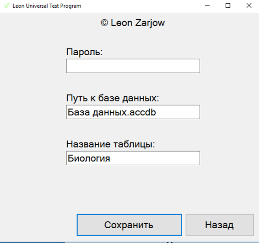 Leon Universal Test Program
© Leon Zarjow
Пароль:
Путь к базе данных:
База данных.accdb
Название таблицы:
Биология
Сохранить Назад